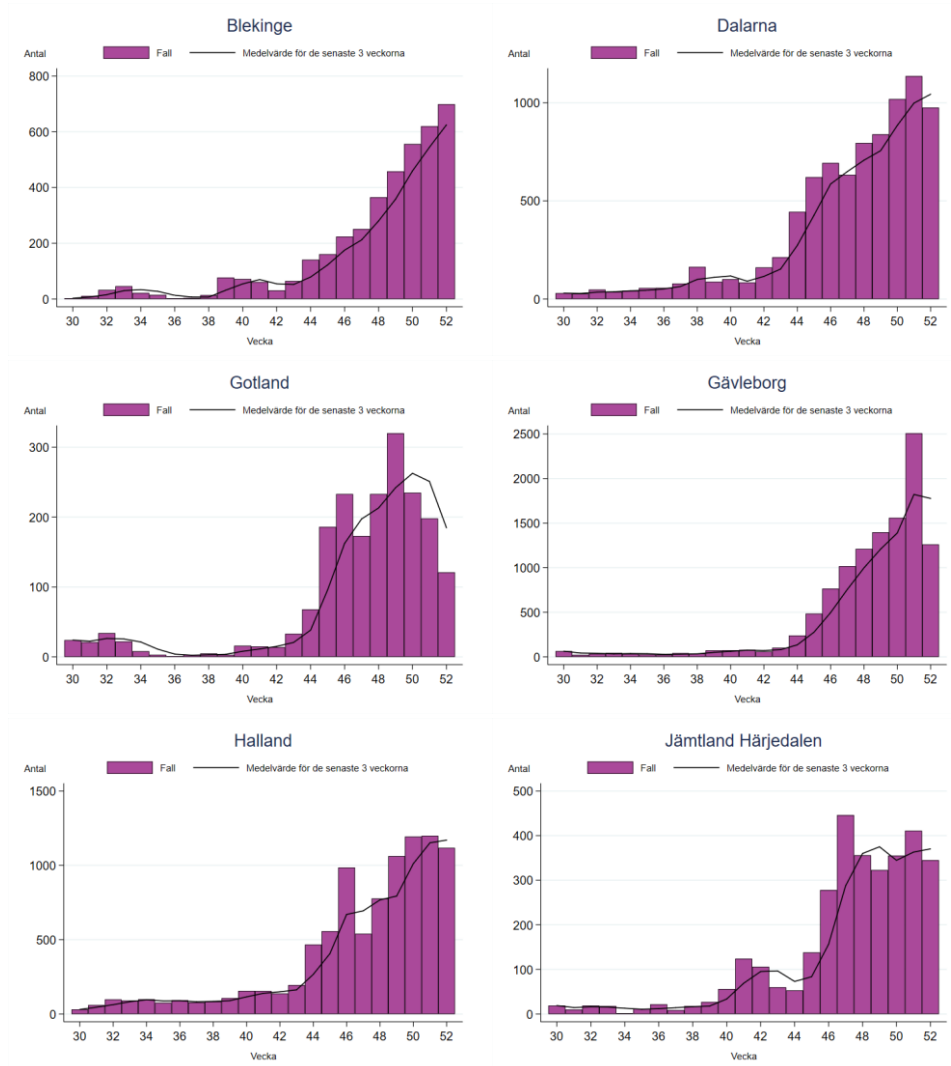 Blekinge
Antal Fall Medelvärde för de senaste 3 veckorna
800
600
400
200
0
30 32 34 36 38 40 42 44 46 48 50 52
Vecka
Dalarna
Antal Fall Medelvärde för de senaste 3 veckorna
1000
500
0
30 32 34 36 38 40 42 44 46 48 50 52
Vecka
Gotland
Antal Fall Medelvärde för de senaste 3 veckorna
300
200
100
0
30 32 34 36 38 40 42 44 46 48 50 52
Vecka
Gävleborg
Antal Fall Medelvärde för de senaste 3 veckorna
2500
2000
1500
1000
500
0
30 32 34 36 38 40 42 44 46 48 50 52
Vecka
Halland
Antal Fall Medelvärde för de senaste 3 veckorna
1500
1000
500
0
30 32 34 36 38 40 42 44 46 48 50 52
Vecka
Jämtland Härjedalen
Antal Fall Medelvärde för de senaste 3 veckorna
500
400
300
200
100
0
30 32 34 36 38 40 42 44 46 48 50 52
Vecka